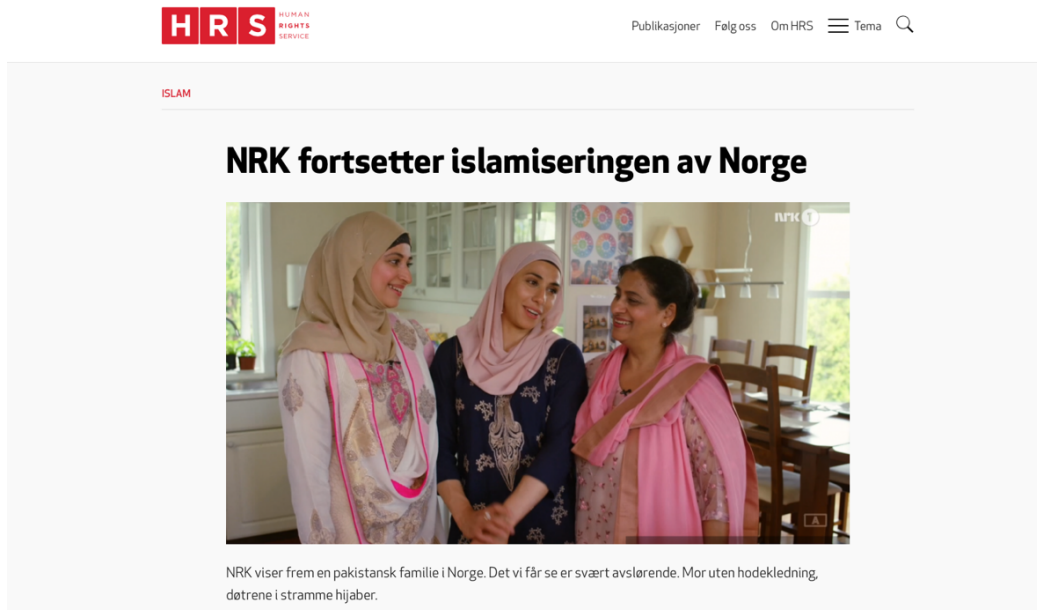 HRS HUMAN
RIGHTS
SERVICE
Publikasjoner Følg oss Om HRS Tema
ISLAM
NRK fortsetter islamiseringen av Norge
NRK 1
A
NRK viser frem en pakistansk familie i Norge. Det vi får se er svært avslørende. Mor uten hodekledning,
døtrene i stramme hijaber.